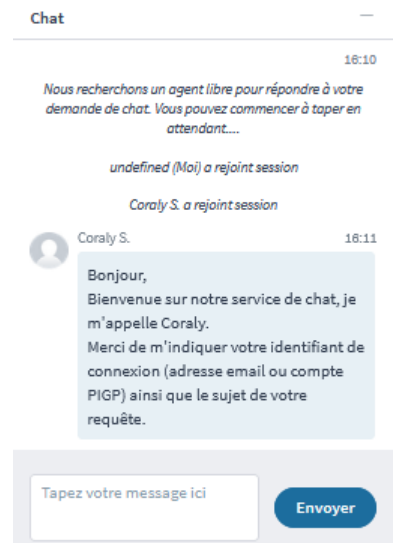 Chat
16:10
Nous recherchons un agent libre pour répondre à votre
demande de chat. Vous pouvez commencer à taper en
attendant....
undefined (Moi) a rejoint session
Coraly S. a rejoint session
Coraly S.
16:11
Bonjour,
Bienvenue sur notre service de chat, je
m'appelle Coraly.
Merci de m'indiquer votre identifiant de
connexion (adresse email ou compte
PIGP) ainsi que le sujet de votre
requête.
Tapez votre message ici
Envoyer